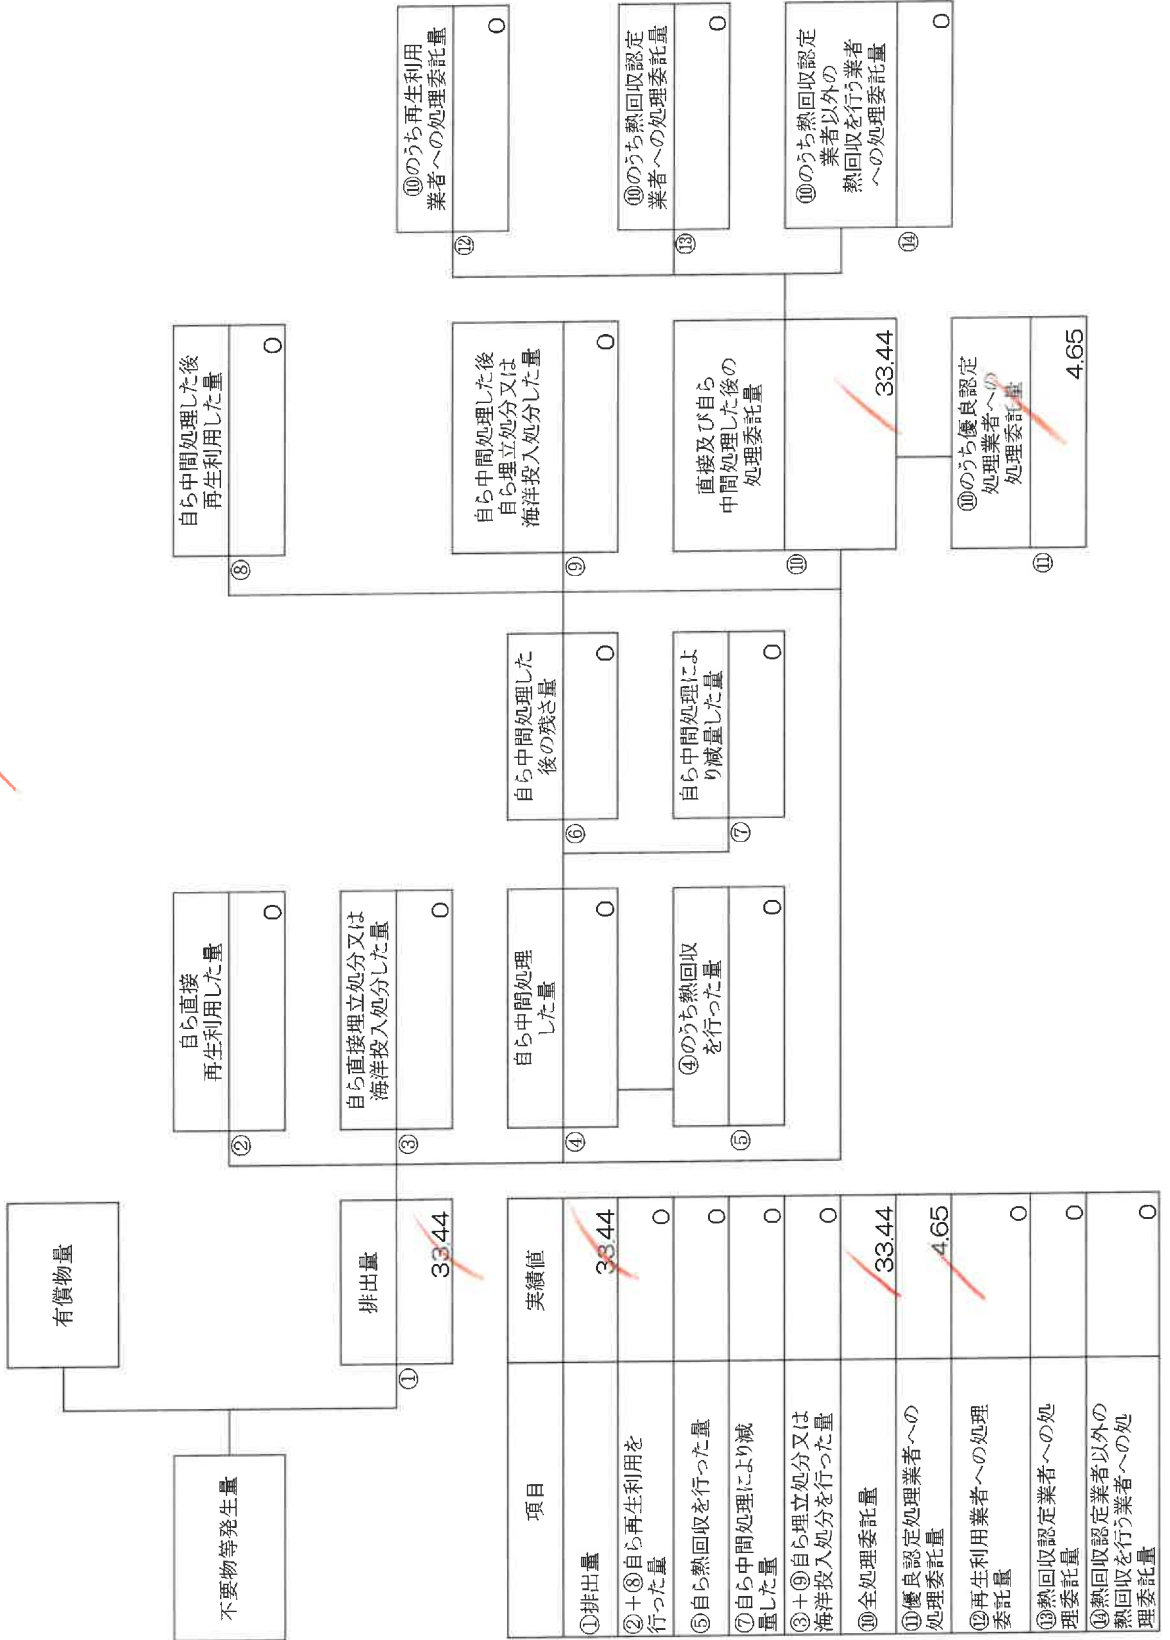 不要物等発生量
有償物量
①
排出量
33.44
②
自ら直接
再生利用した量
0
③
自ら直接埋立処分又は
海洋投入処分した量
0
④
自ら中間処理
した量
0
⑤
④のうち熱回収
を行った量
0
⑥
自ら中間処理した
後の残さ量
0
⑦
自ら中間処理によ
り減量した量
0
⑧
自ら中間処理した後
再生利用した量
0
⑨
自ら中間処理した後
自ら埋立処分又は
海洋投入処分した量
0
⑩
直接及び自ら
中間処理した後の
処理委託量
33.44
⑪
⑩のうち優良認定
処理業者への
処理委託量
4.65
⑫
⑩のうち再生利用
業者への処理委託量
0
⑬
⑩のうち熱回収認定
業者への処理委託量
0
⑭
⑩のうち熱回収認定
業者以外の
熱回収を行う業者
への処理委託量
0
項目
実績値
①排出量
33.44
②+⑧自ら再生利用を
行った量
0
⑤自ら熱回収を行った量
0
⑦自ら中間処理により減
量した量
0
③+⑨自ら埋立処分又は
海洋投入処分を行った量
0
⑩全処理委託量
33.44
⑪優良認定処理業者への
処理委託量
4.65
⑫再生利用業者への処理
委託量
0
⑬熱回収認定業者への処
理委託量
0
⑭熱回収認定業者以外の
熱回収を行う業者への処
理委託量
0